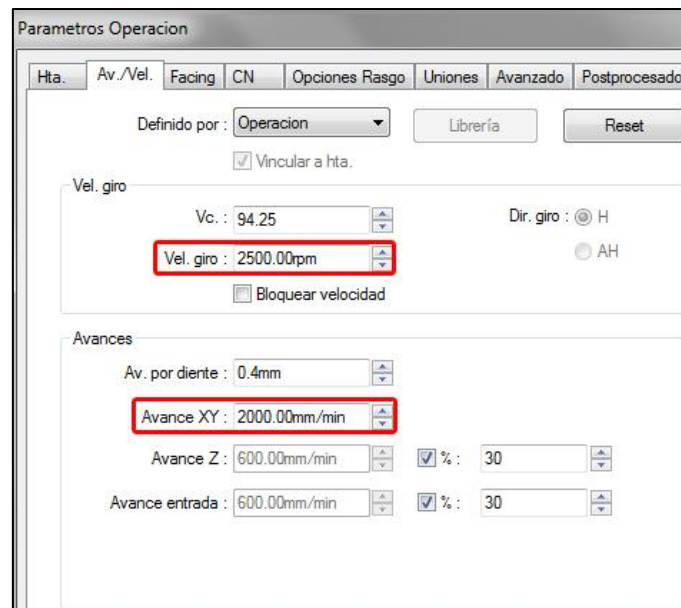 Parametros Operacion
Hta. Av./Vel. Facing CN Opciones Rasgo Uniones Avanzado Postprocesado
Definido por : Operacion Librería Reset
Vincular a hta.
Vel. giro
Vc. : 94.25 Dir. giro : H
Vel. giro : 2500.00rpm AH
Bloquear velocidad
Avances
Av. por diente : 0.4mm
Avance XY : 2000.00mm/min
Avance Z : 600.00mm/min % : 30
Avance entrada : 600.00mm/min % : 30